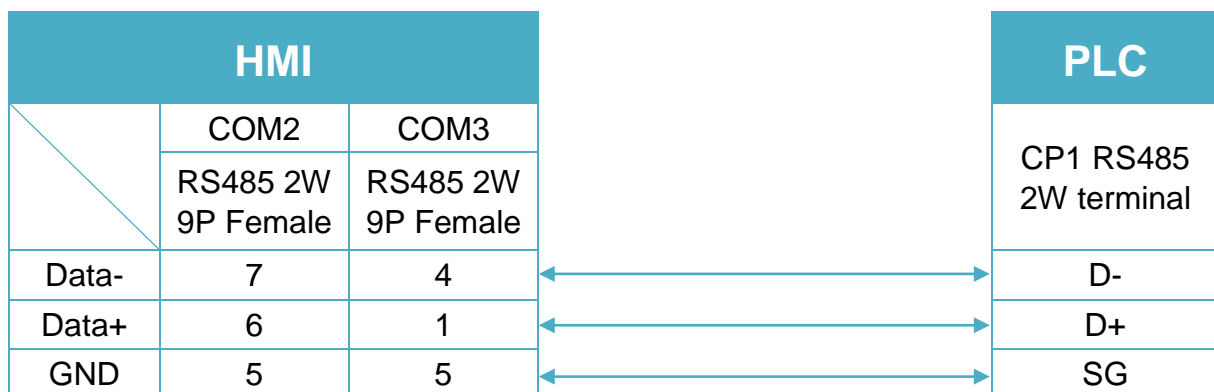 HMI
PLC
COM2 COM3
RS485 2W
9P Female
RS485 2W
9P Female
CP1 RS485
2W terminal
Data- 7 4 D-
Data+ 6 1 D+
GND 5 5 SG